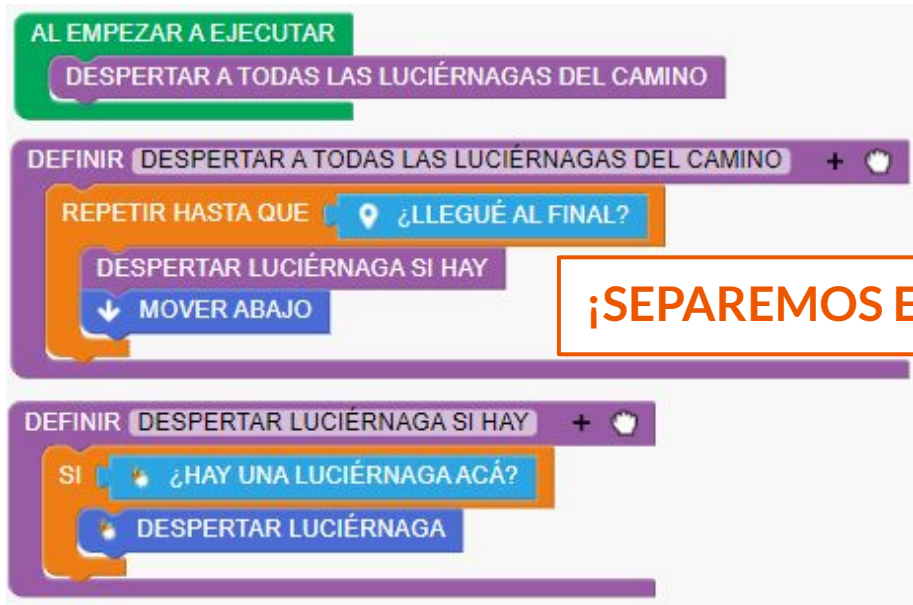 AL EMPEZAR A EJECUTAR
DESPERTAR A TODAS LAS LUCIÉRNAGAS DEL CAMINO
DEFINIR DESPERTAR A TODAS LAS LUCIÉRNAGAS DEL CAMINO +
REPETIR HASTA QUE ¿LLEGUÉ AL FINAL?
DESPERTAR LUCIÉRNAGA SI HAY
MOVER ABAJO
¡SEPAREMOS
DEFINIR DESPERTAR LUCIÉRNAGA SI HAY +
SI ¿HAY UNA LUCIÉRNAGA ACÁ?
DESPERTAR LUCIÉRNAGA